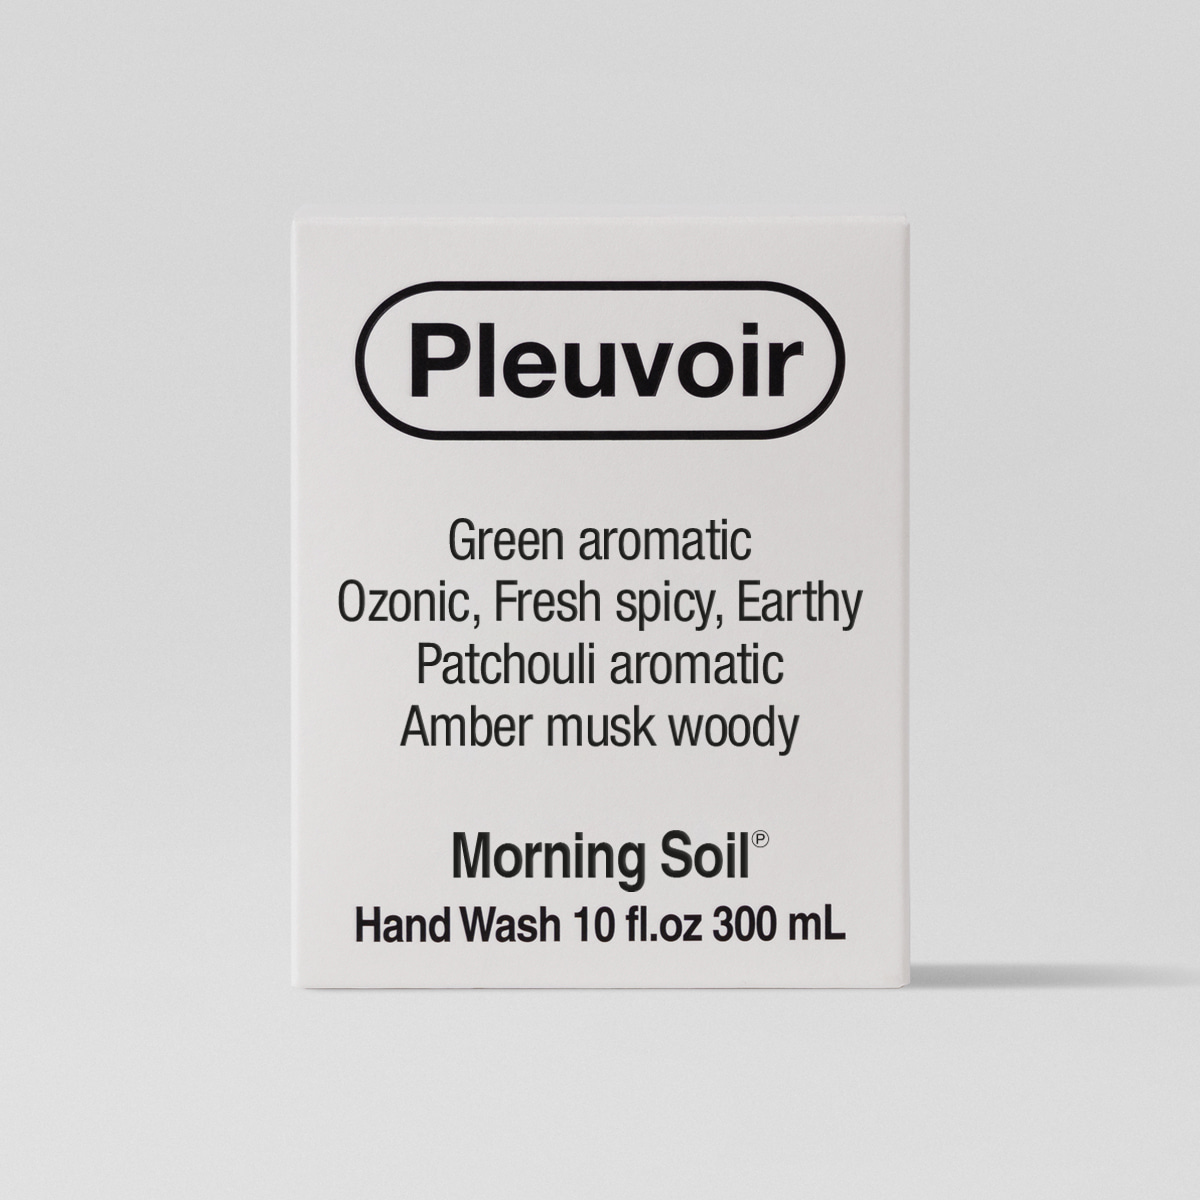 Pleuvoir
Green aromatic
Ozonic, Fresh spicy, Earthy
Patchouli aromatic
Amber musk woody
Morning Soil℗
Hand Wash 10 fl.oz 300 mL